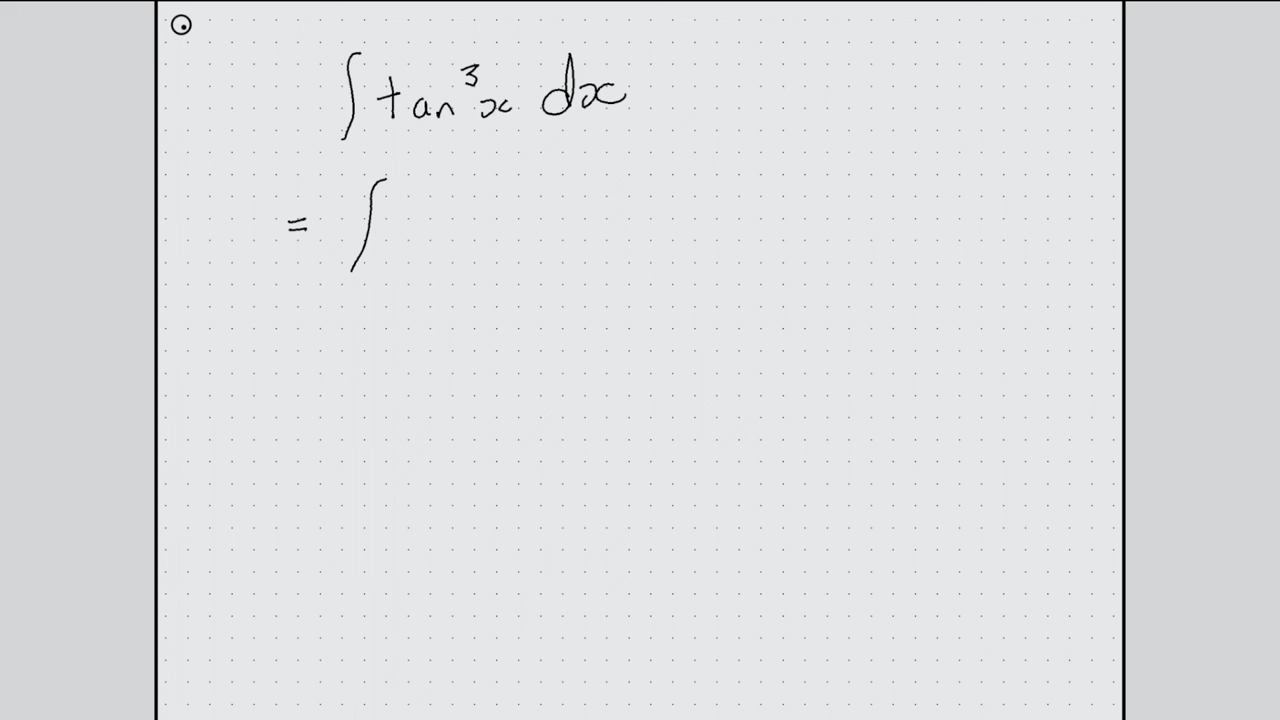 ∫ tan³x dx
= ∫